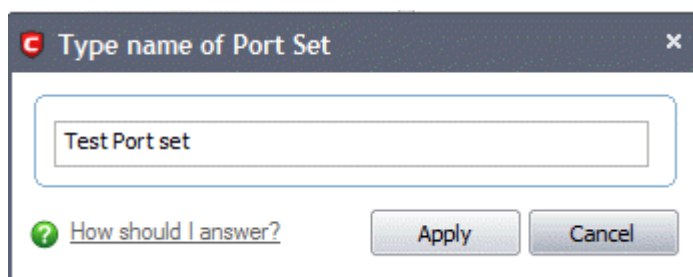 Type name of Port Set
Test Port set
How should I answer?
Apply
Cancel